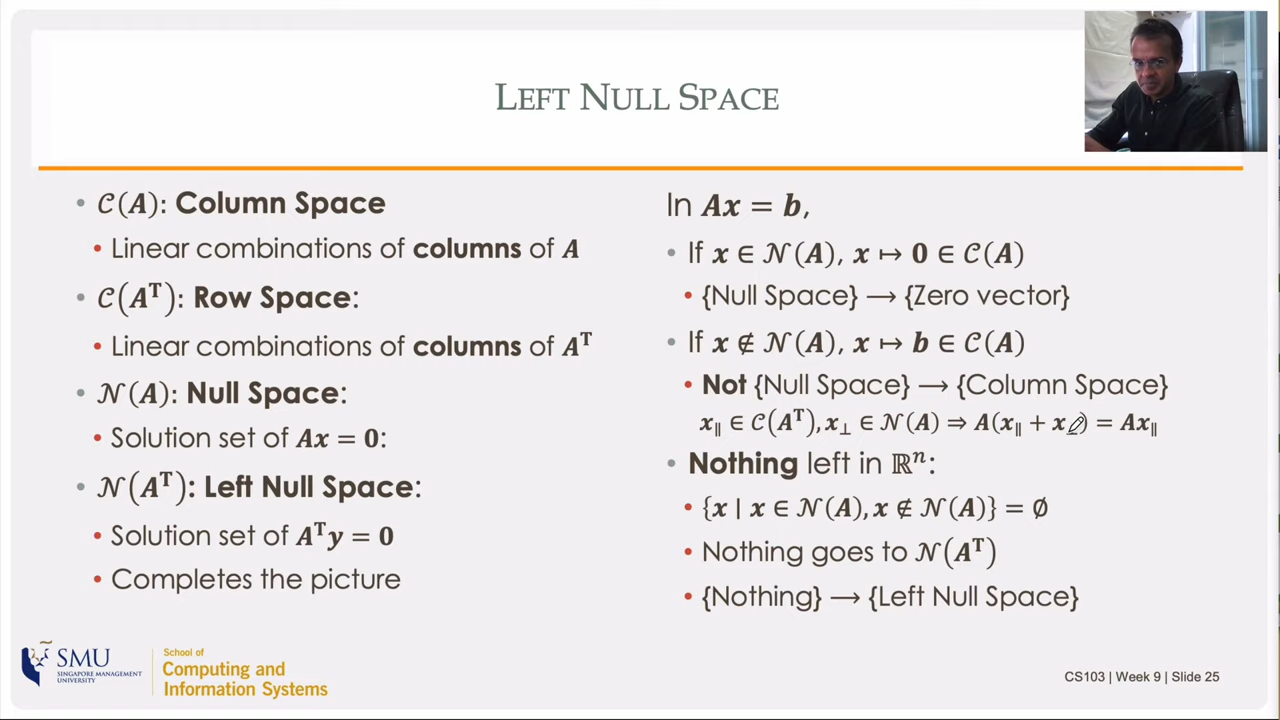 LEFT NULL SPACE
• 𝒞(A): Column Space
• Linear combinations of columns of A
• 𝒞(Aᵀ): Row Space:
• Linear combinations of columns of Aᵀ
• 𝒩(A): Null Space:
• Solution set of Ax = 0:
• 𝒩(Aᵀ): Left Null Space:
• Solution set of Aᵀy = 0
• Completes the picture
In Ax = b,
• If x ∈ 𝒩(A), x ↦ 0 ∈ 𝒞(A)
• {Null Space} ⟶ {Zero vector}
• If x ∉ 𝒩(A), x ↦ b ∈ 𝒞(A)
• Not {Null Space} ⟶ {Column Space}
x∥ ∈ 𝒞(Aᵀ), x⊥ ∈ 𝒩(A) ⇒ A(x∥ + x ) = Ax∥
• Nothing left in ℝⁿ:
• {x | x ∈ 𝒩(A), x ∉ 𝒩(A)} = ∅
• Nothing goes to 𝒩(Aᵀ)
• {Nothing} ⟶ {Left Null Space}
SMU
SINGAPORE MANAGEMENT
UNIVERSITY
School of
Computing and
Information Systems
CS103 | Week 9 | Slide 25